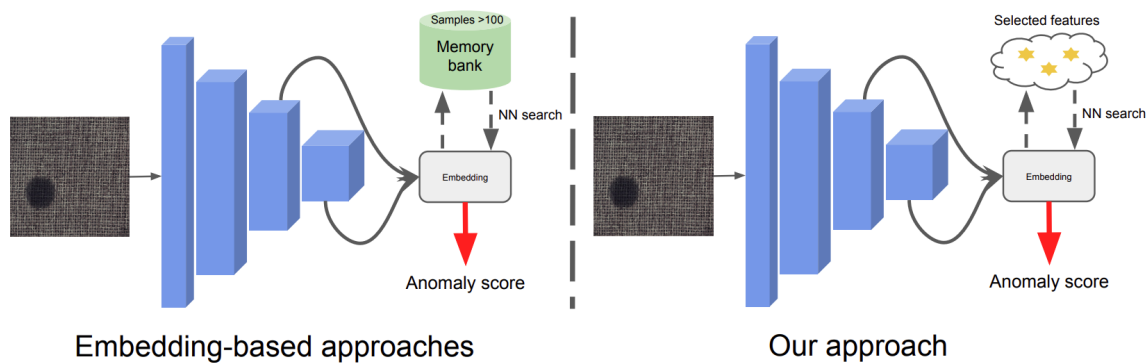 Samples >100
Memory
bank
NN search
Embedding
Anomaly score
Embedding-based approaches
Selected features
NN search
Embedding
Anomaly score
Our approach